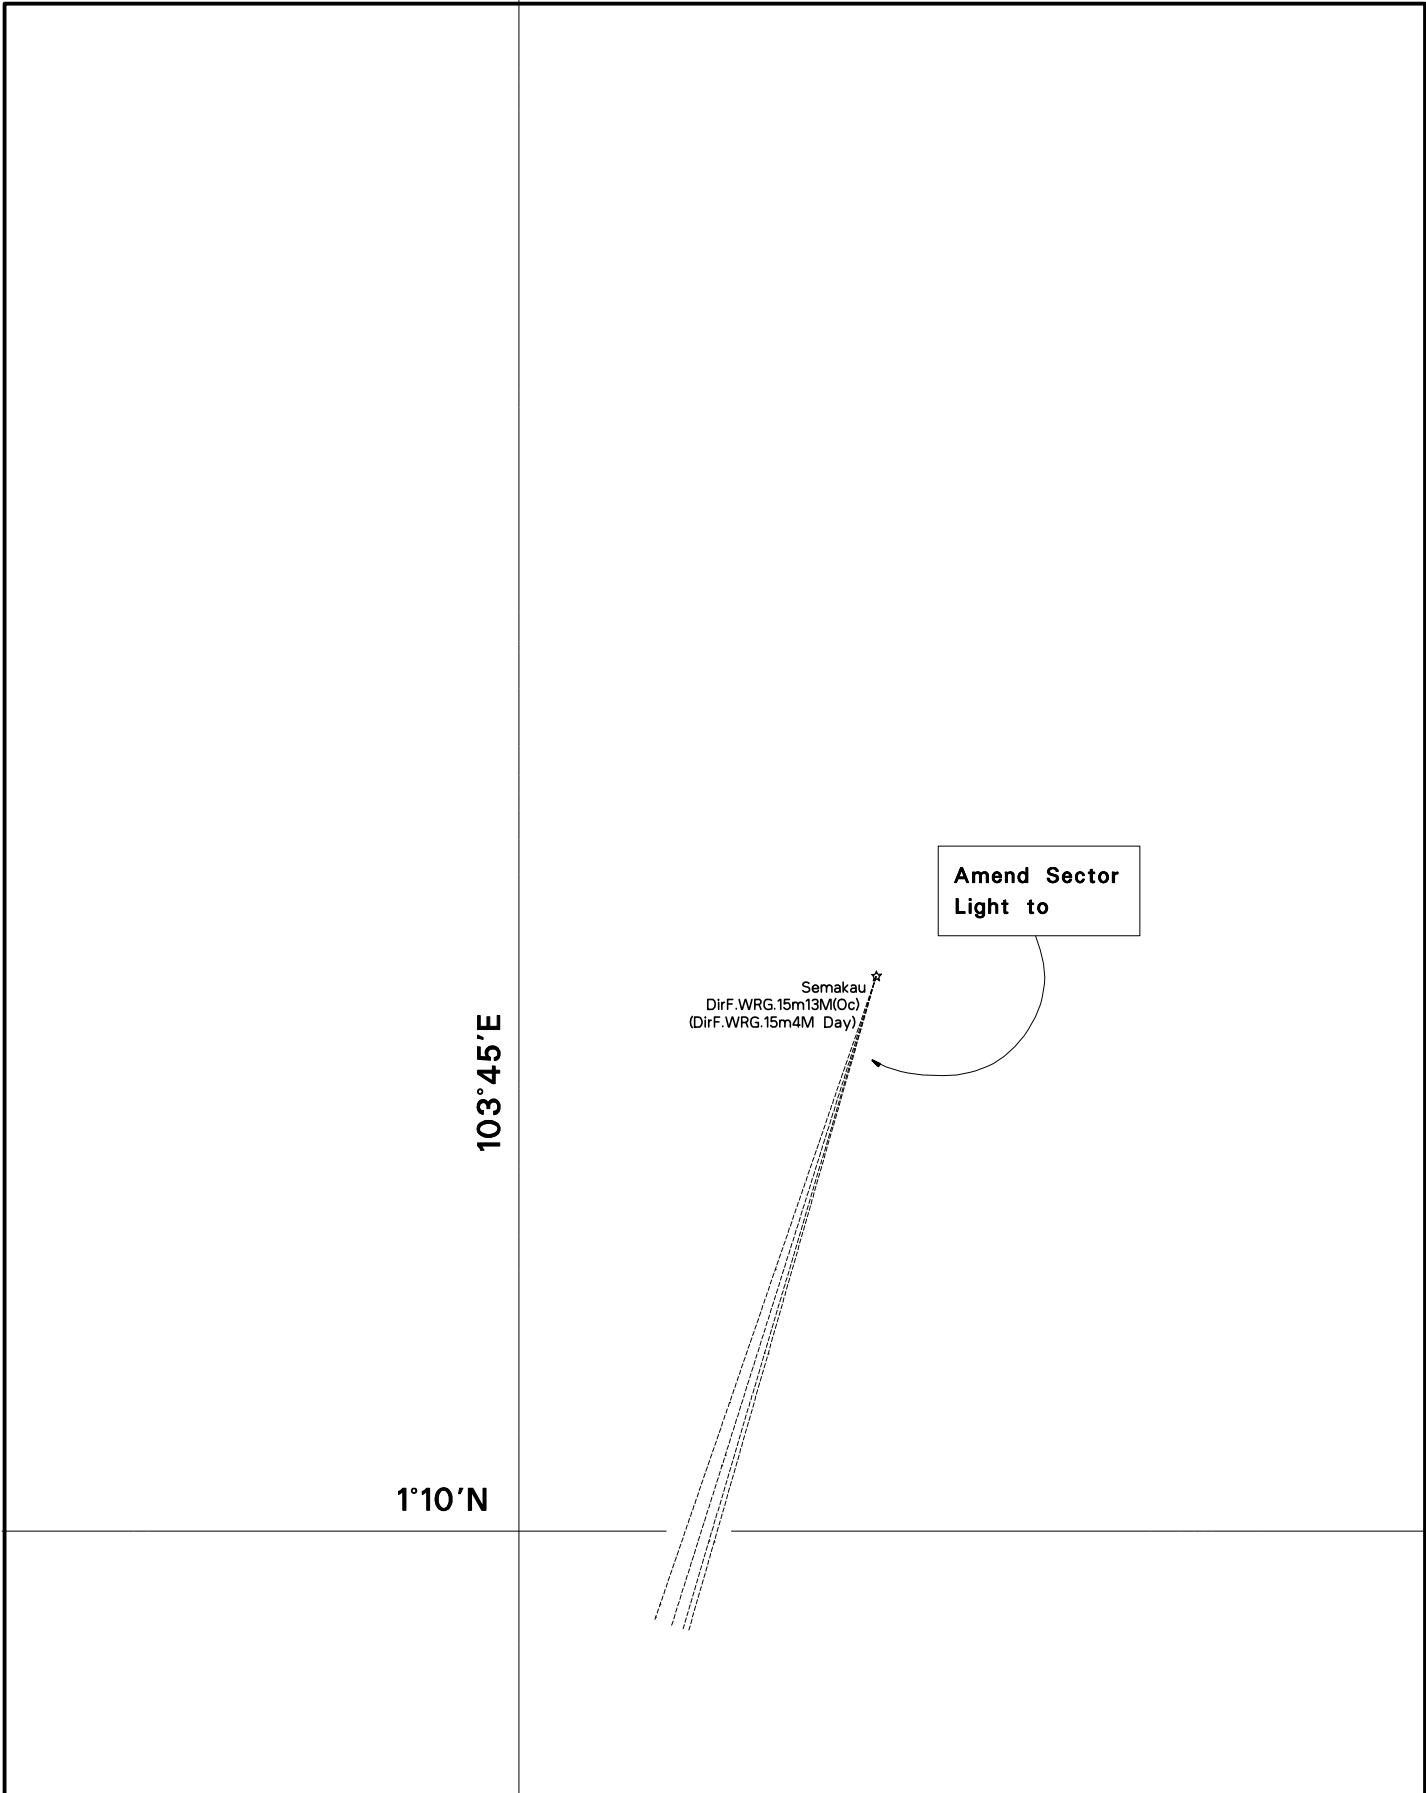 Amend Sector
Light to
Semakau
DirF.WRG.15m13M(Oc)
(DirF.WRG.15m4M Day)
103°45'E
1°10'N